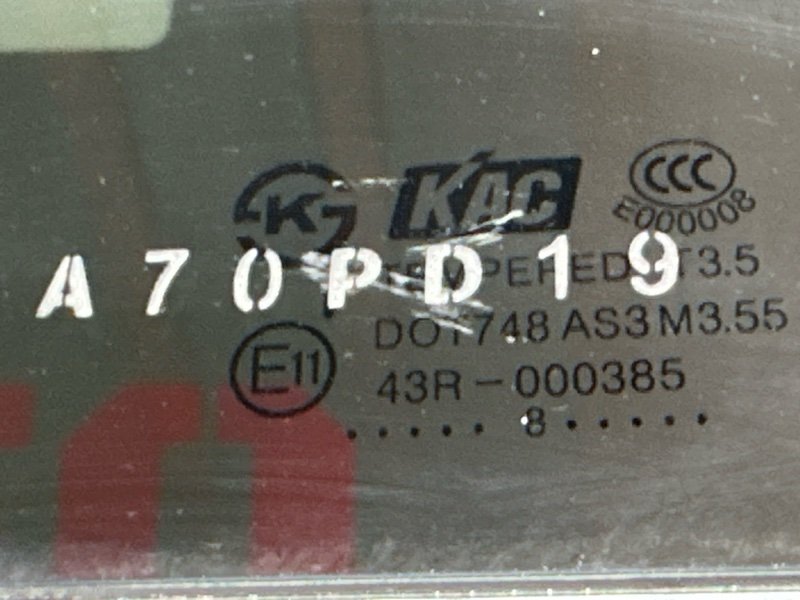 K
KAC
CCC
E000008
A70PD19
TEMPERED T3.5
DOT748 AS3 M3.55
E11
43R-000385
.....8.....